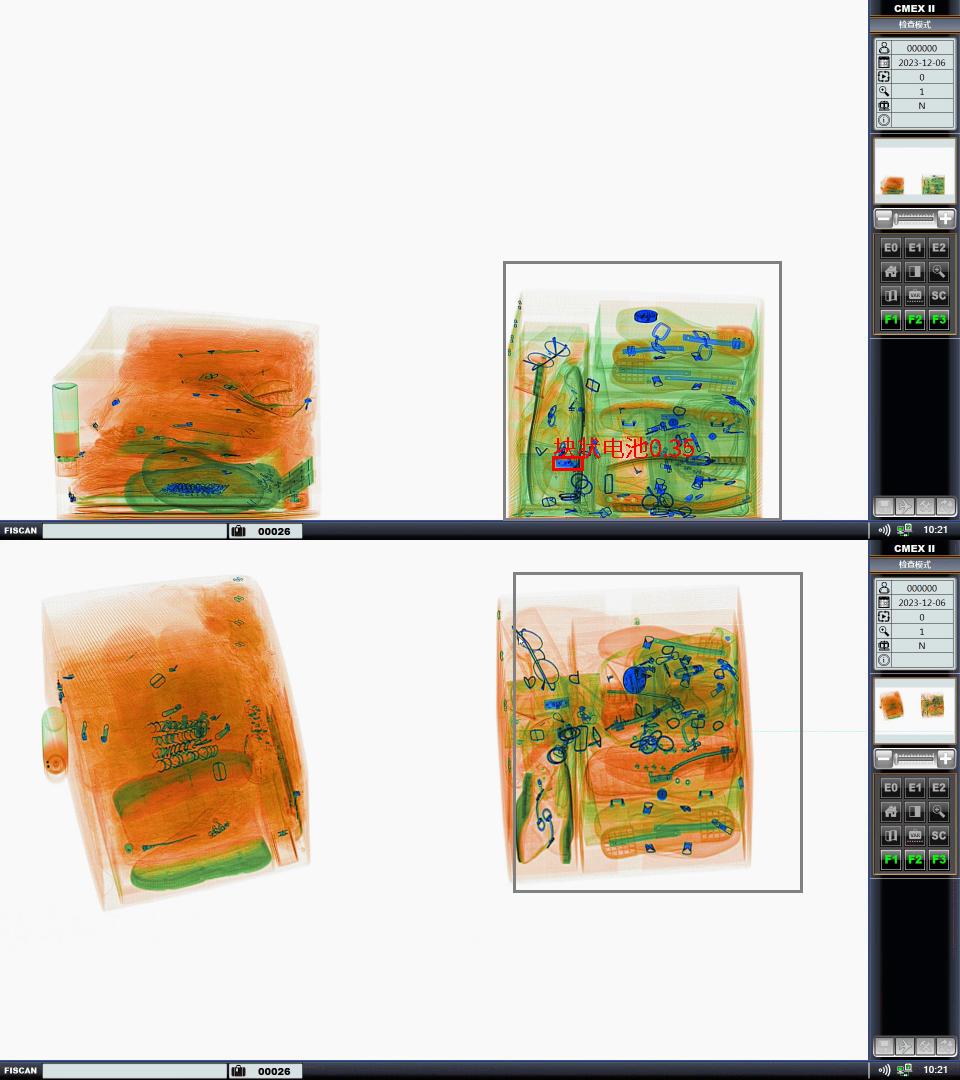 CMEX II
检查模式
000000
2023-12-06
0
1
N
E0 E1 E2
SC
F1 F2 F3
块状电池0.35
FISCAN
00026
10:21
CMEX II
检查模式
000000
2023-12-06
0
1
N
E0 E1 E2
SC
F1 F2 F3
FISCAN
00026
10:21